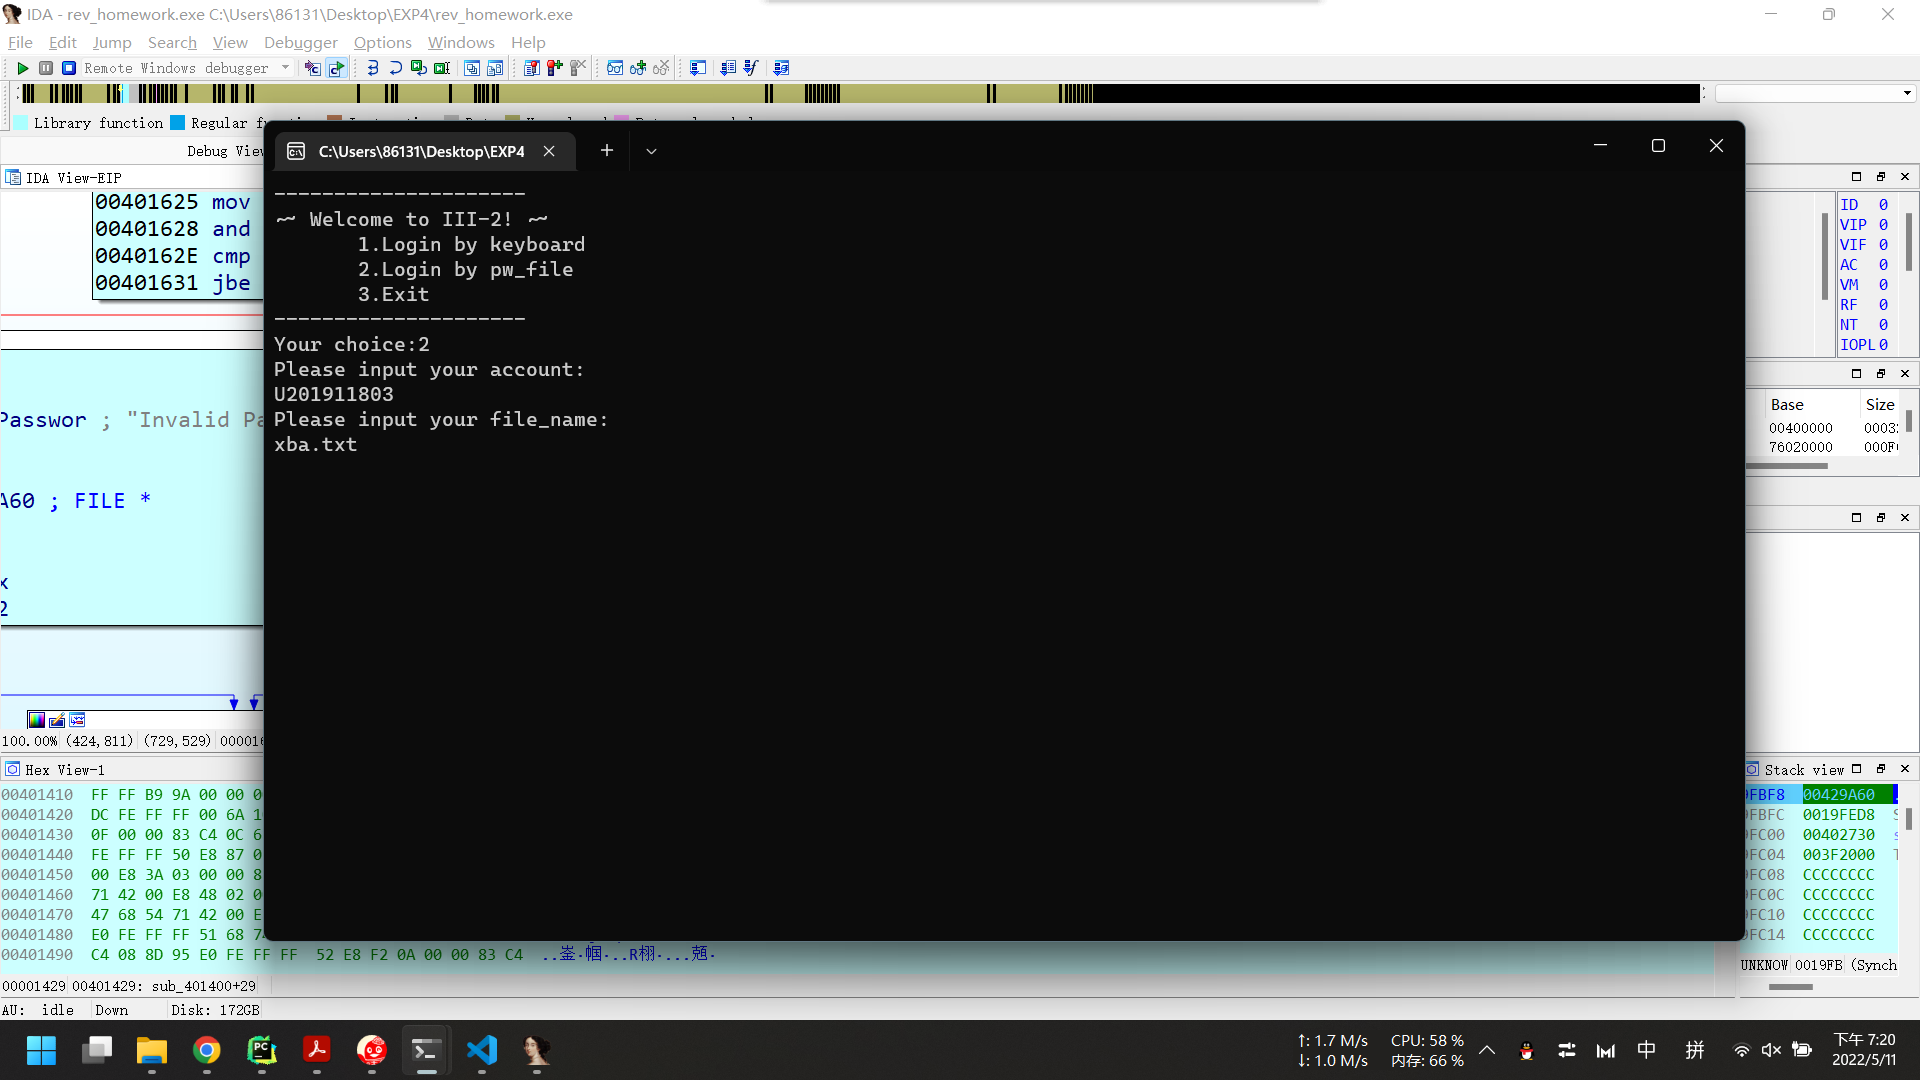 IDA - rev_homework.exe C:\Users\86131\Desktop\EXP4\rev_homework.exe
File Edit Jump Search View Debugger Options Windows Help
Remote Windows debugger
Library function Regular
Debug View
IDA View-EIP
00401625 mov
00401628 and
0040162E cmp
00401631 jbe
Passwor ; "Invalid Pa
A60 ; FILE *
x
2
100.00% (424,811) (729,529) 000016
C:\Users\86131\Desktop\EXP4
---------------------
~~ Welcome to III-2! ~~
1.Login by keyboard
2.Login by pw_file
3.Exit
---------------------
Your choice:2
Please input your account:
U201911803
Please input your file_name:
xba.txt
ID 0
VIP 0
VIF 0
AC 0
VM 0
RF 0
NT 0
IOPL 0
Base Size
00400000 0003
76020000 000F
Hex View-1
00401410 FF FF B9 9A 00 00 0
00401420 DC FE FF FF 00 6A 1
00401430 0F 00 00 83 C4 0C 6
00401440 FE FF FF 50 E8 87 0
00401450 00 E8 3A 03 00 00 8
00401460 71 42 00 E8 48 02 0
00401470 47 68 54 71 42 00 E
00401480 E0 FE FF FF 51 68 7
00401490 C4 08 8D 95 E0 FE FF FF 52 E8 F2 0A 00 00 83 C4
00001429 00401429: sub_401400+29
Stack view
FBF8 00429A60
FBFC 0019FED8
FC00 00402730
FC04 003F2000
FC08 CCCCCCCC
FC0C CCCCCCCC
FC10 CCCCCCCC
FC14 CCCCCCCC
UNKNOW 0019FB (Synch
AU: idle Down Disk: 172GB
↑: 1.7 M/s CPU: 58 %
↓: 1.0 M/s 内存: 66 %
中 拼
下午 7:20
2022/5/11